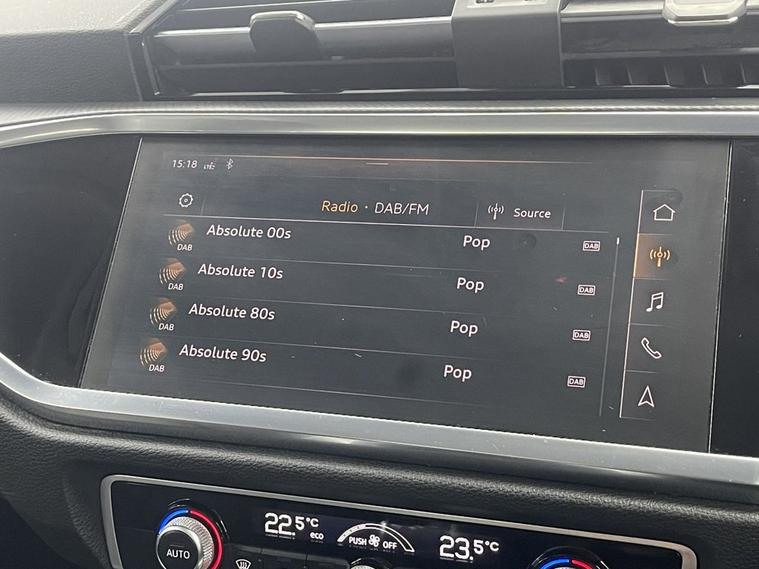 15:18 LTE
Radio · DAB/FM
Source
Absolute 00s Pop DAB
DAB
Absolute 10s Pop DAB
DAB
Absolute 80s Pop DAB
DAB
Absolute 90s Pop DAB
DAB
22.5°C eco PUSH OFF 23.5°C
AUTO